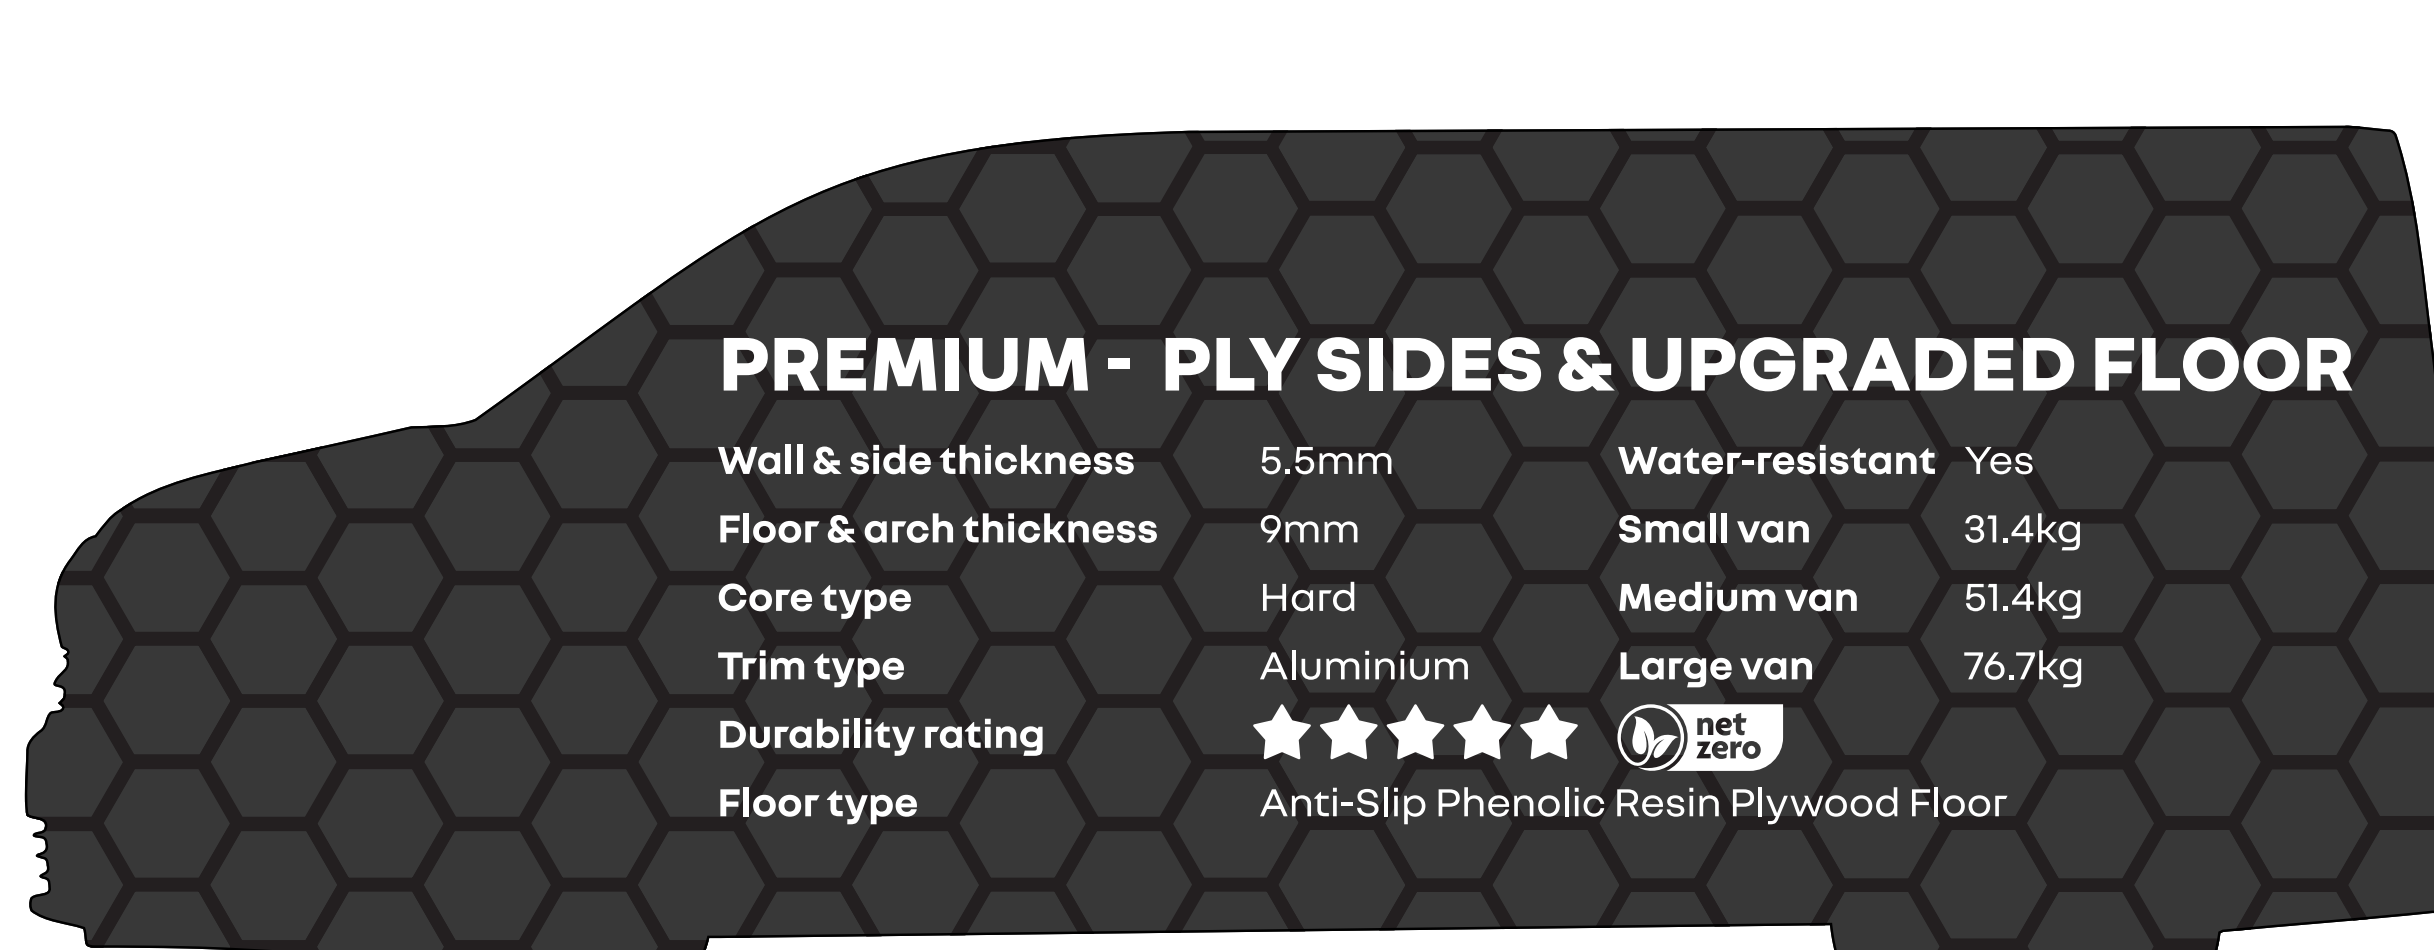 PREMIUM - PLY SIDES & UPGRADED FLOOR
Wall & side thickness 5.5mm Water-resistant Yes
Floor & arch thickness 9mm Small van 31.4kg
Core type Hard Medium van 51.4kg
Trim type Aluminium Large van 76.7kg
Durability rating net zero
Floor type Anti-Slip Phenolic Resin Plywood Floor